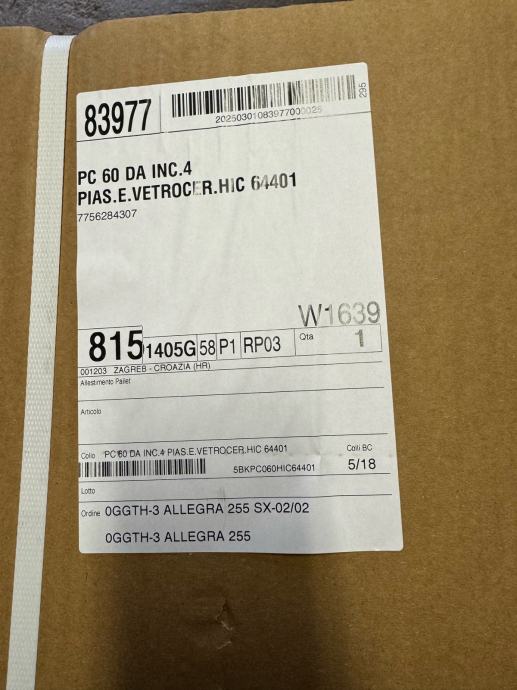 83977
2025030108397700002S
295
PC 60 DA INC.4
PIAS.E.VETROCER.HIC 64401
7756284307
W1639
815 1405G 58 P1 RP03 Qta 1
001203 ZAGREB - CROAZIA (HR)
Allestimento Pallet
Articolo
Collo PC 60 DA INC.4 PIAS.E.VETROCER.HIC 64401 Colli BC
5BKPC060HIC64401 5/18
Lotto
Ordine 0GGTH-3 ALLEGRA 255 SX-02/02
0GGTH-3 ALLEGRA 255